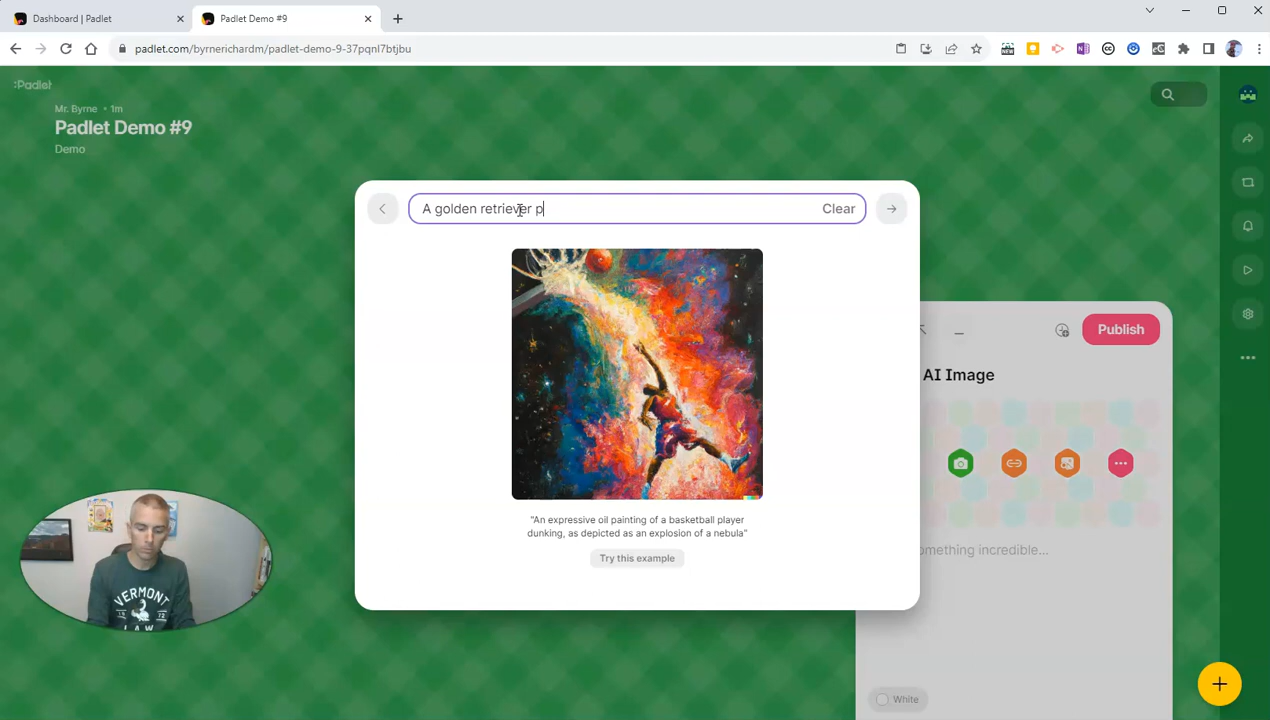 Dashboard | Padlet
Padlet Demo #9
padlet.com/byrnerichardm/padlet-demo-9-37pqnl7btjbu
NEW
:Padlet
Mr. Byrne • 1m
Padlet Demo #9
Demo
A golden retriever p
Clear
"An expressive oil painting of a basketball player
dunking, as depicted as an explosion of a nebula"
Try this example
Publish
AI Image
omething incredible...
White
VERMONT
LAW